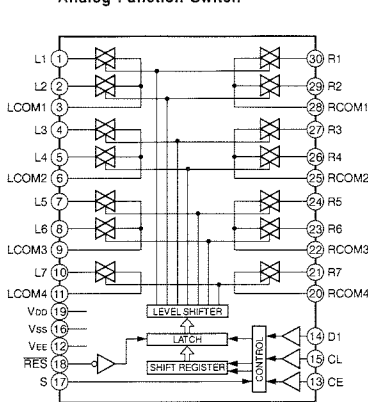 Analog Function Switch
L1 1 30 R1
L2 2 29 R2
LCOM1 3 28 RCOM1
L3 4 27 R3
L4 5 26 R4
LCOM2 6 25 RCOM2
L5 7 24 R5
L6 8 23 R6
LCOM3 9 22 RCOM3
L7 10 21 R7
LCOM4 11 20 RCOM4
VDD 19 LEVEL SHIFTER
VSS 16 LATCH 14 D1
VEE 12 CONTROL 15 CL
RES 18 SHIFT REGISTER
S 17 13 CE